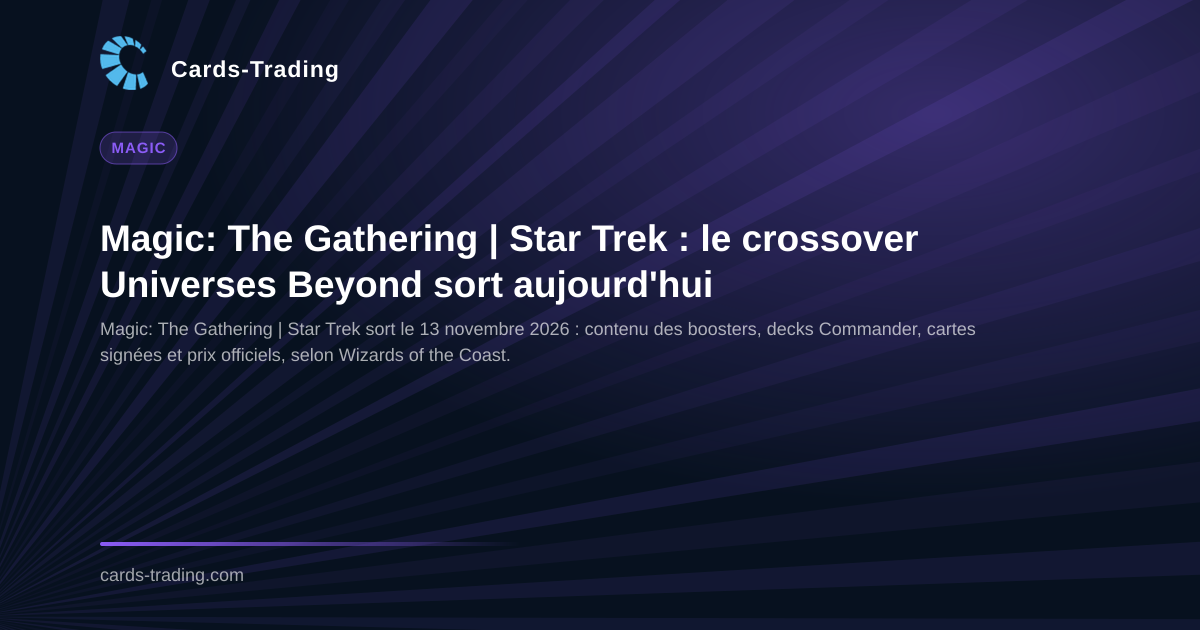 Cards-Trading
MAGIC
Magic: The Gathering | Star Trek : le crossover
Universes Beyond sort aujourd'hui
Magic: The Gathering | Star Trek sort le 13 novembre 2026 : contenu des boosters, decks Commander, cartes
signées et prix officiels, selon Wizards of the Coast.
cards-trading.com